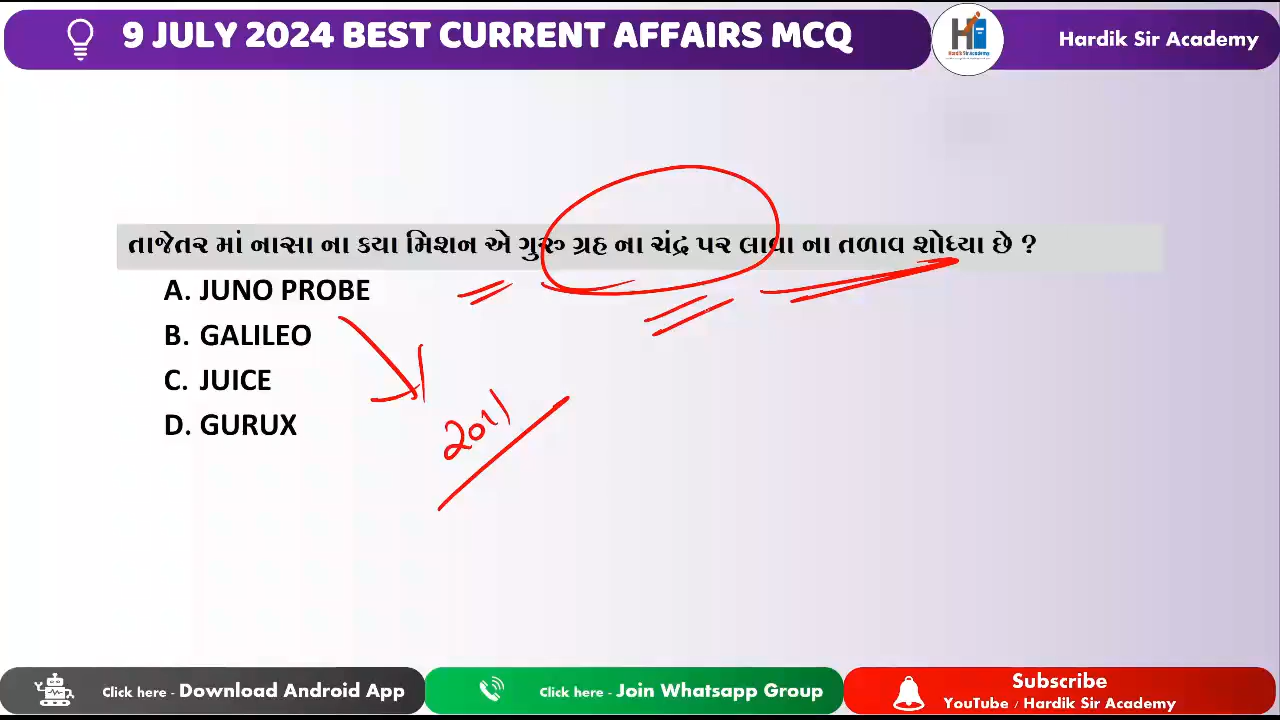 9 JULY 2024 BEST CURRENT AFFAIRS MCQ
Hardik Sir Academy
તાજેતર માં નાસા ના કયા મિશન એ ગુરુ ગ્રહ ના ચંદ્ર પર લાવા ના તળાવ શોધ્યા છે ?
A. JUNO PROBE
B. GALILEO
C. JUICE
D. GURUX
2011
Click here - Download Android App
Click here - Join Whatsapp Group
Subscribe
YouTube / Hardik Sir Academy